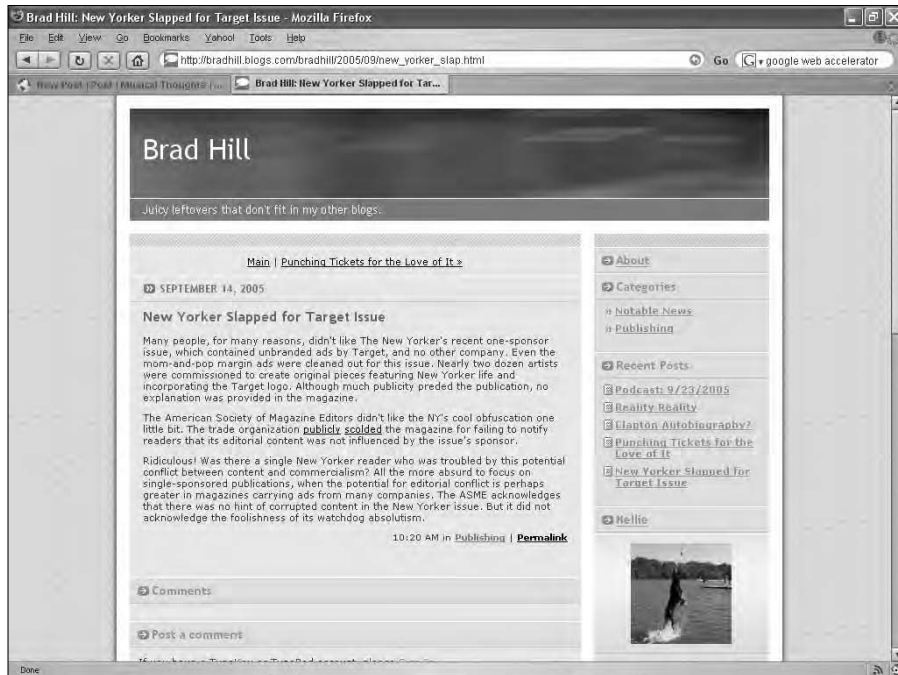 Brad Hill: New Yorker Slapped for Target Issue - Mozilla Firefox
File Edit View Go Bookmarks Yahoo! Tools Help
http://bradhill.blogs.com/bradhill/2005/09/new_yorker_slap.html Go google web accelerator
New Post | Post | Musical Thoughts | ... Brad Hill: New Yorker Slapped for Tar...
Brad Hill
Juicy leftovers that don't fit in my other blogs.
Main | Punching Tickets for the Love of It »
SEPTEMBER 14, 2005
New Yorker Slapped for Target Issue
Many people, for many reasons, didn't like The New Yorker's recent one-sponsor
issue, which contained unbranded ads by Target, and no other company. Even the
mom-and-pop margin ads were cleaned out for this issue. Nearly two dozen artists
were commissioned to create original pieces featuring New Yorker life and
incorporating the Target logo. Although much publicity preded the publication, no
explanation was provided in the magazine.
The American Society of Magazine Editors didn't like the NY's cool obfuscation one
little bit. The trade organization publicly scolded the magazine for failing to notify
readers that its editorial content was not influenced by the issue's sponsor.
Ridiculous! Was there a single New Yorker reader who was troubled by this potential
conflict between content and commercialism? All the more absurd to focus on
single-sponsored publications, when the potential for editorial conflict is perhaps
greater in magazines carrying ads from many companies. The ASME acknowledges
that there was no hint of corrupted content in the New Yorker issue. But it did not
acknowledge the foolishness of its watchdog absolutism.
10:20 AM in Publishing | Permalink
Comments
Post a comment
About
Categories
» Notable News
» Publishing
Recent Posts
Podcast: 9/23/2005
Reality Reality
Clapton Autobiography?
Punching Tickets for the
Love of It
New Yorker Slapped for
Target Issue
Nellie
Done